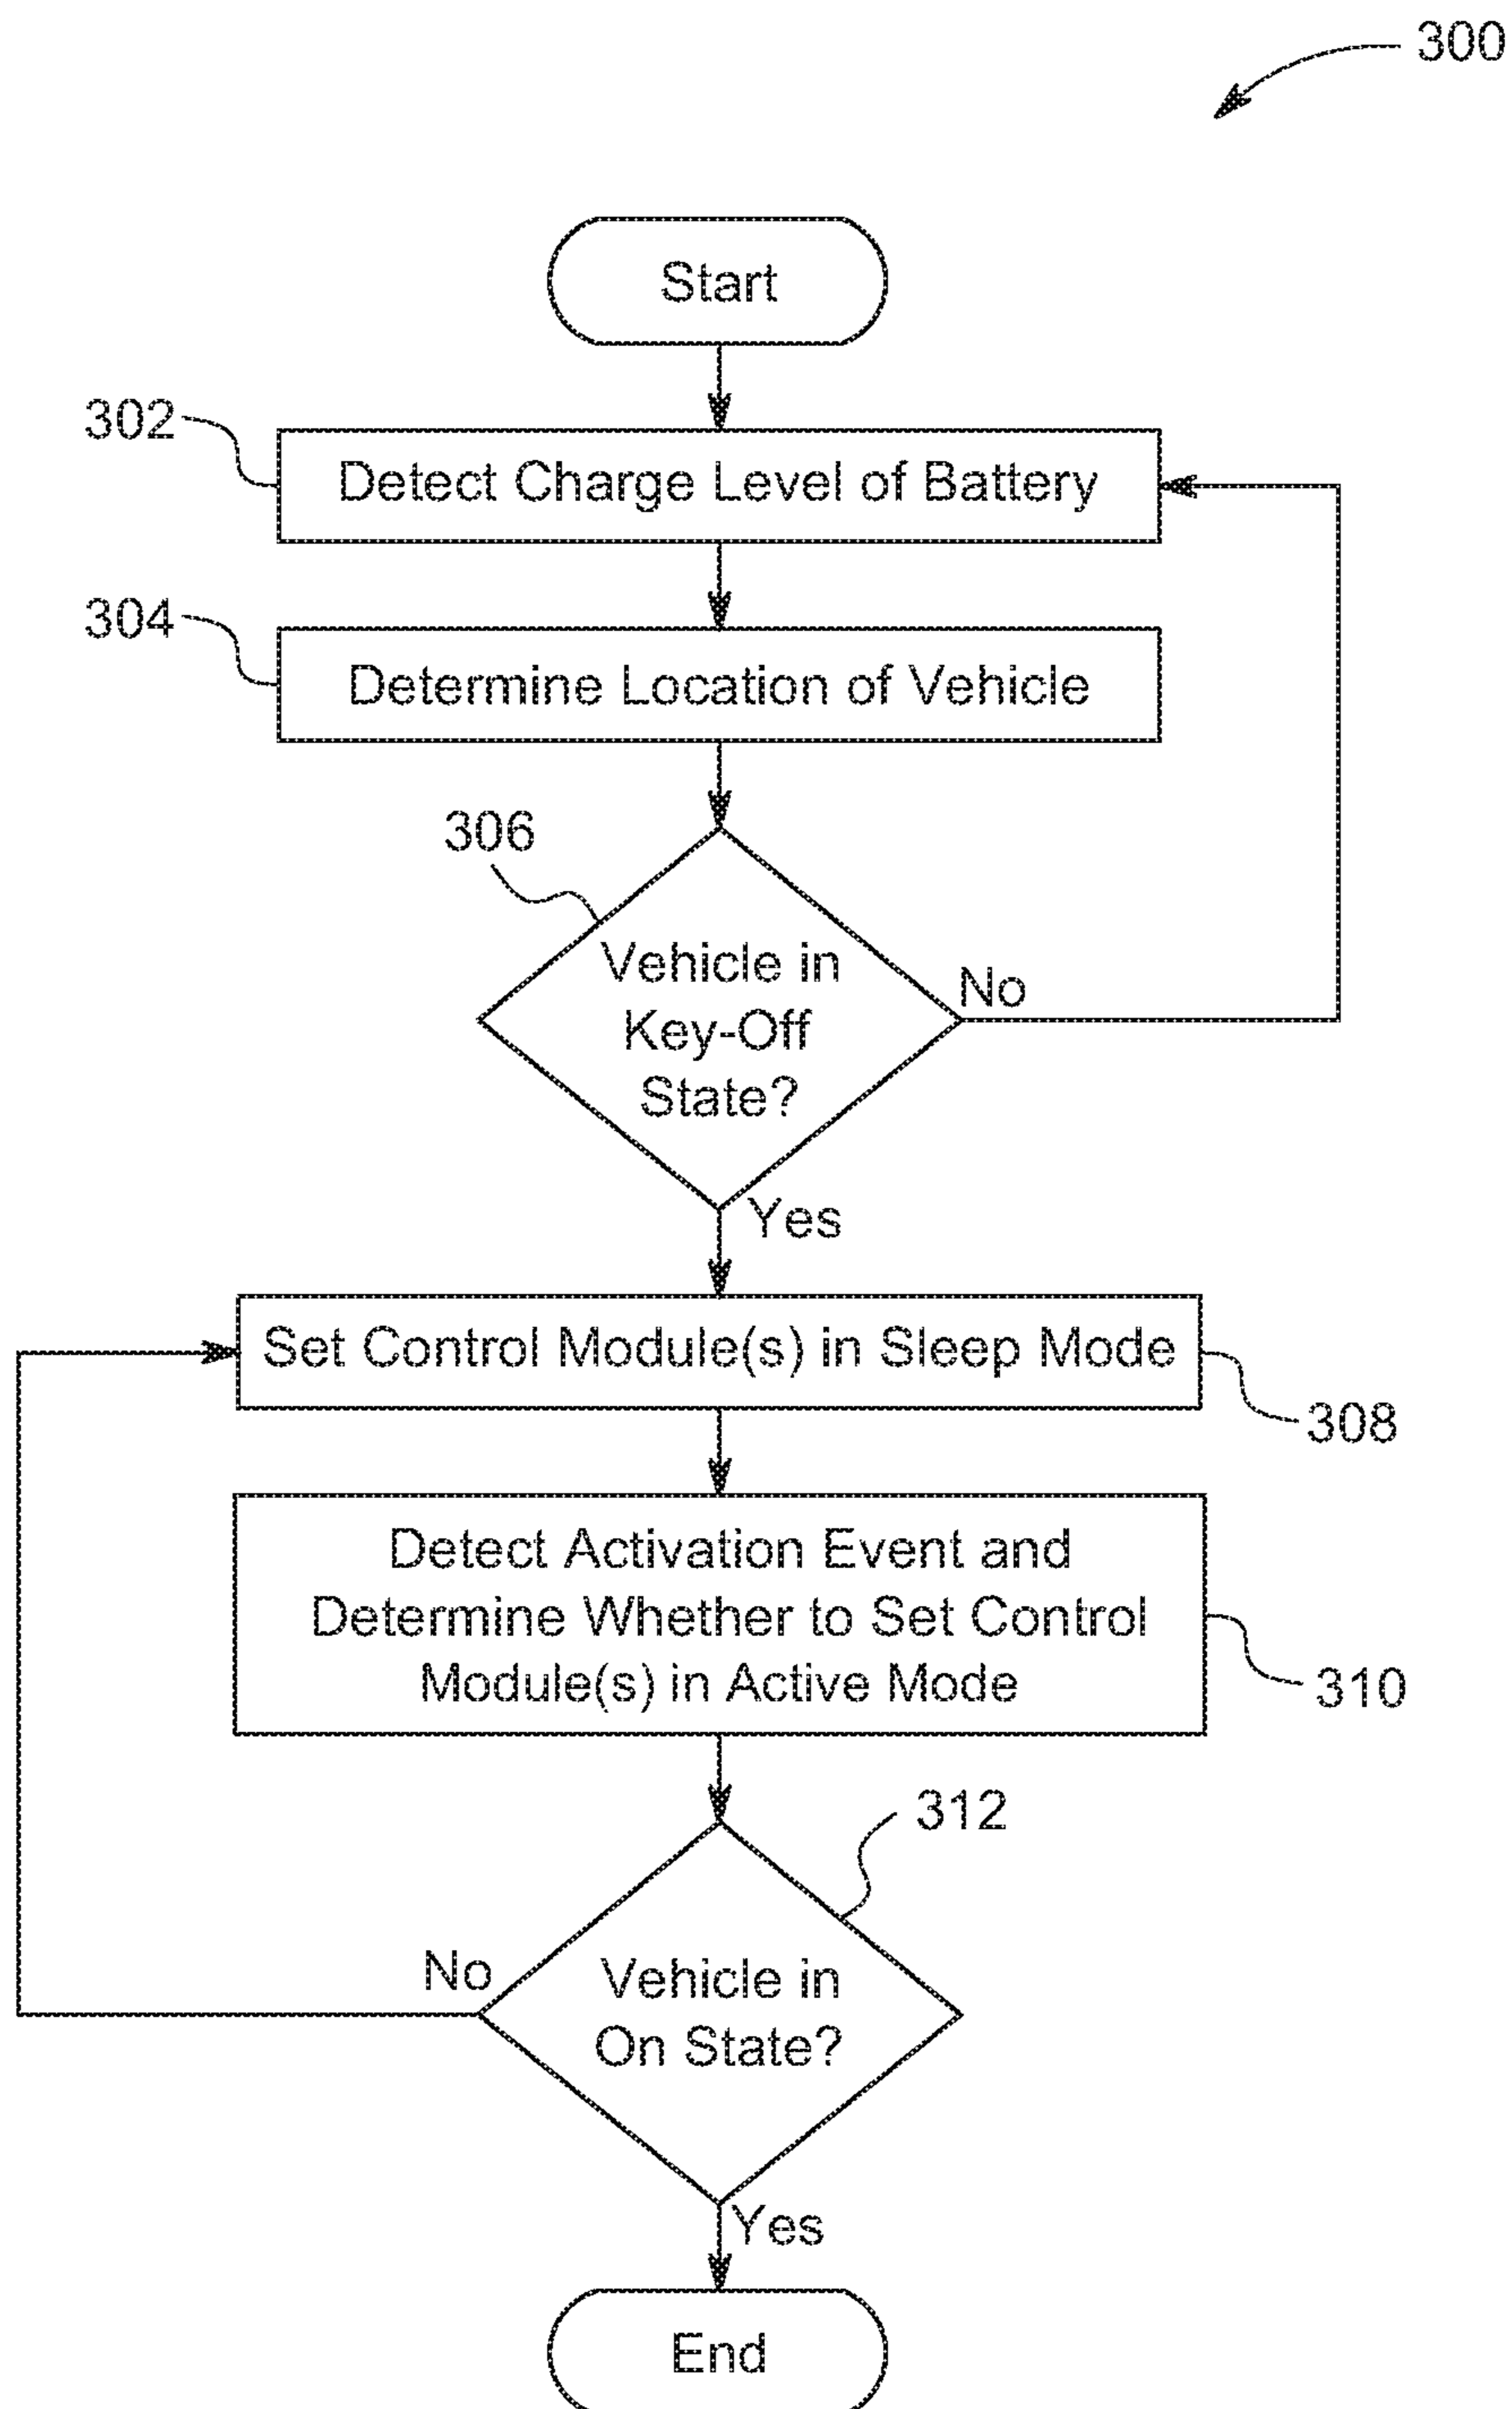 300
Start
302
Detect Charge Level of Battery
304
Determine Location of Vehicle
306
Vehicle in
Key-Off
State?
No
Yes
Set Control Module(s) in Sleep Mode
308
Detect Activation Event and
Determine Whether to Set Control
Module(s) in Active Mode
310
312
No
Vehicle in
On State?
Yes
End